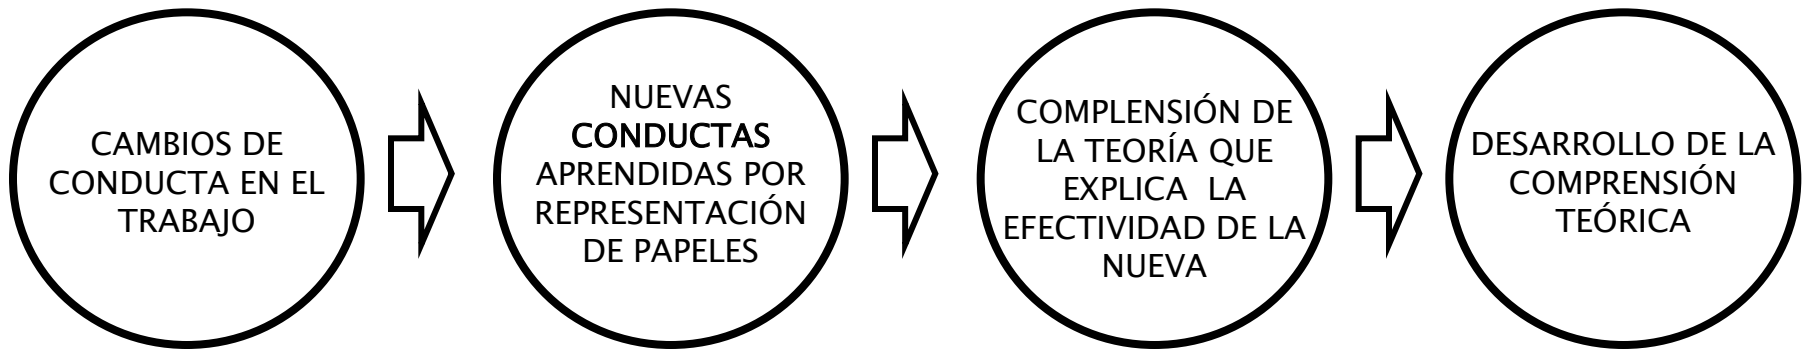 CAMBIOS DE
CONDUCTA EN EL
TRABAJO
NUEVAS
CONDUCTAS
APRENDIDAS POR
REPRESENTACIÓN
DE PAPELES
COMPLENSIÓN DE
LA TEORÍA QUE
EXPLICA LA
EFECTIVIDAD DE LA
NUEVA
DESARROLLO DE LA
COMPRENSIÓN
TEÓRICA